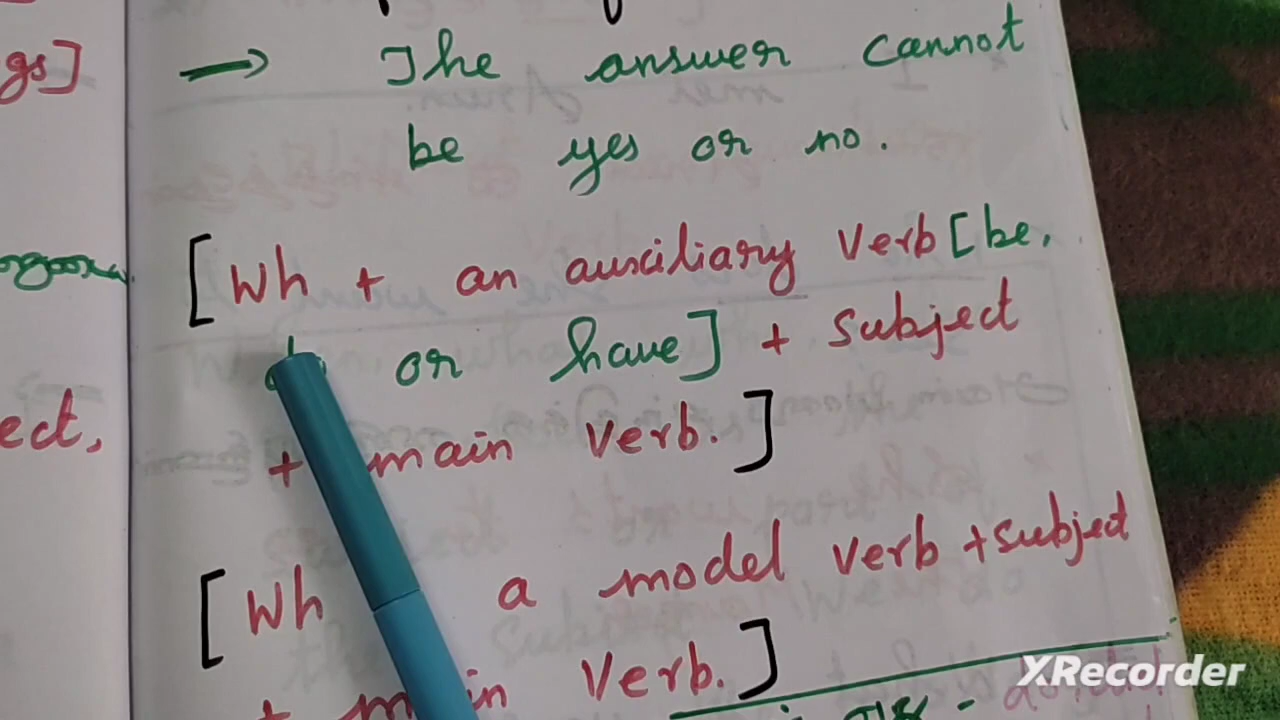 gs]
→ The answer cannot
be yes or no.
[Wh + an auxiliary verb [be,
or have] + subject
+ main verb.]
ect,
[Wh a model verb + subject
+ main verb.]
XRecorder